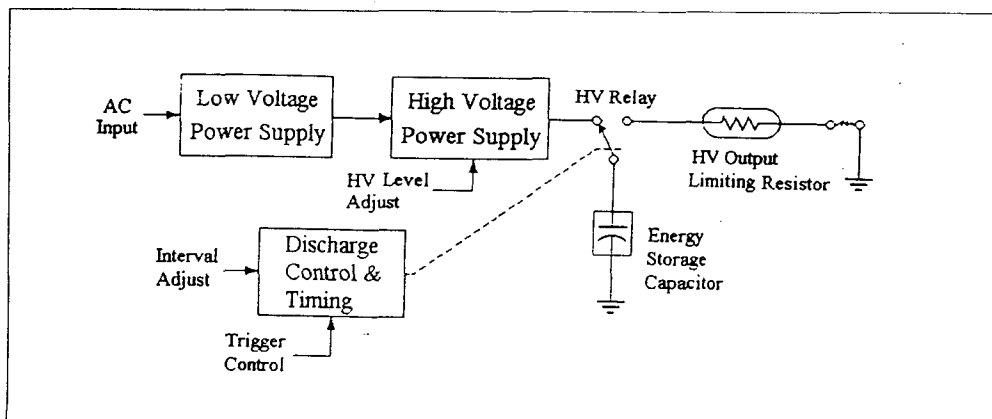 AC
Input
Low Voltage
Power Supply
High Voltage
Power Supply
HV Relay
HV Output
Limiting Resistor
HV Level
Adjust
Energy
Storage
Capacitor
Interval
Adjust
Discharge
Control &
Timing
Trigger
Control